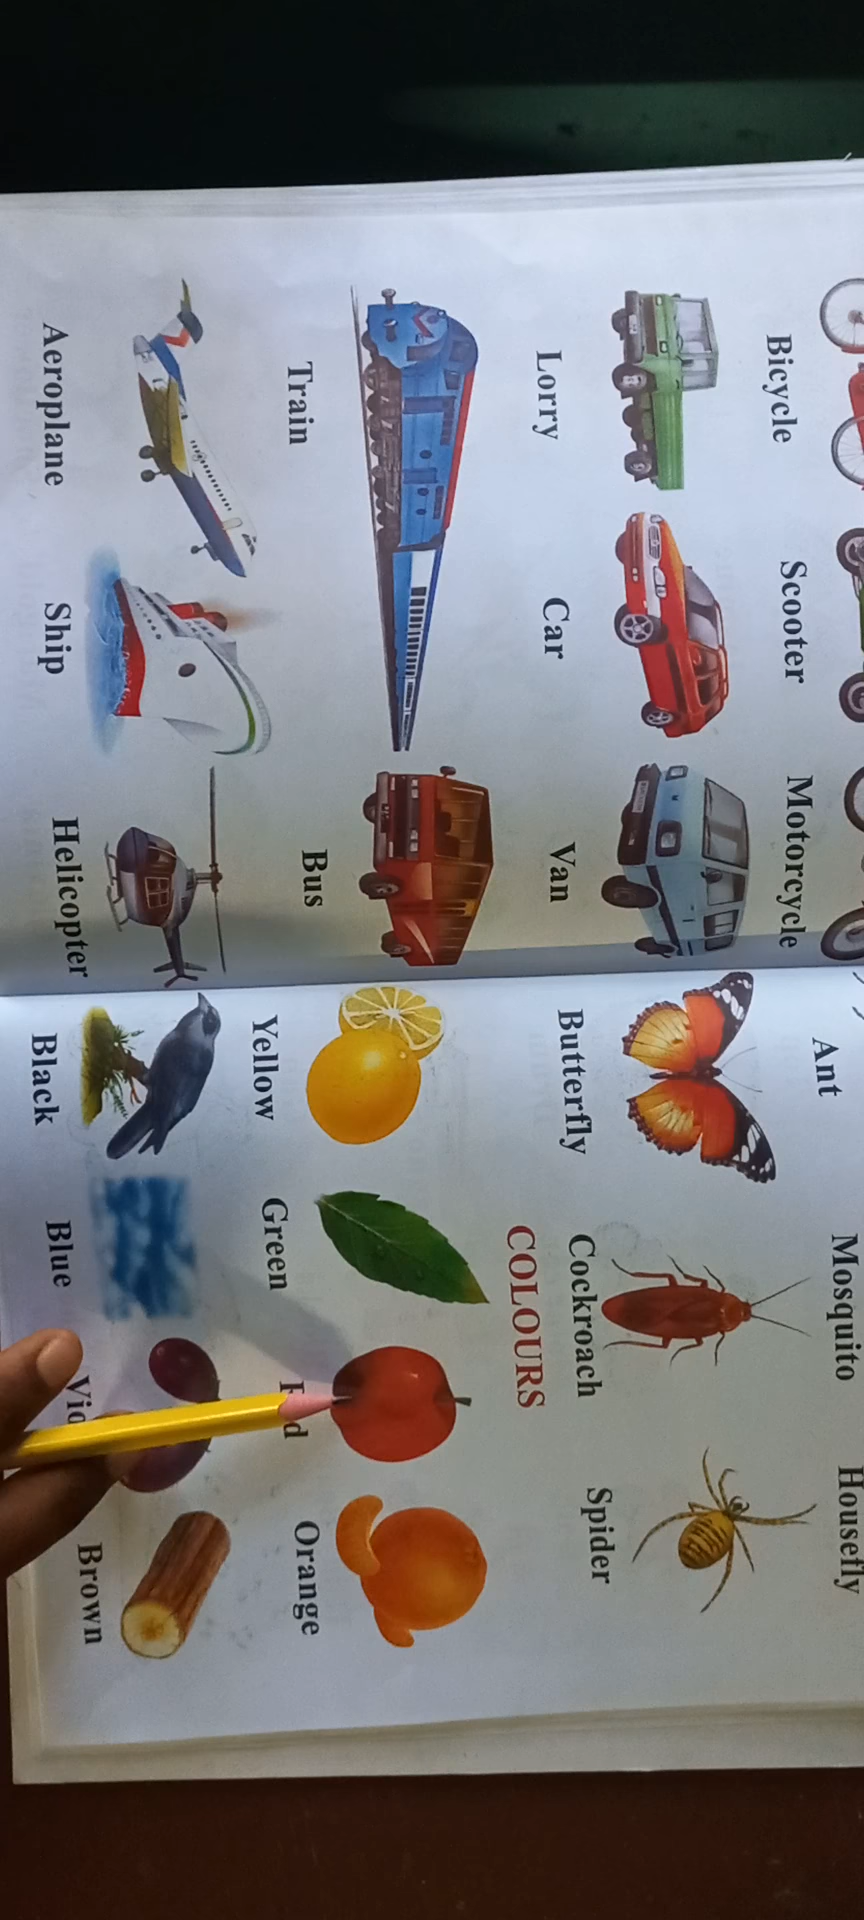 Bicycle Scooter Motorcycle
Lorry Car Van
Train Bus
Aeroplane Ship Helicopter
Ant Mosquito Housefly
Butterfly Cockroach Spider
COLOURS
Yellow Green Orange
Black Blue Brown